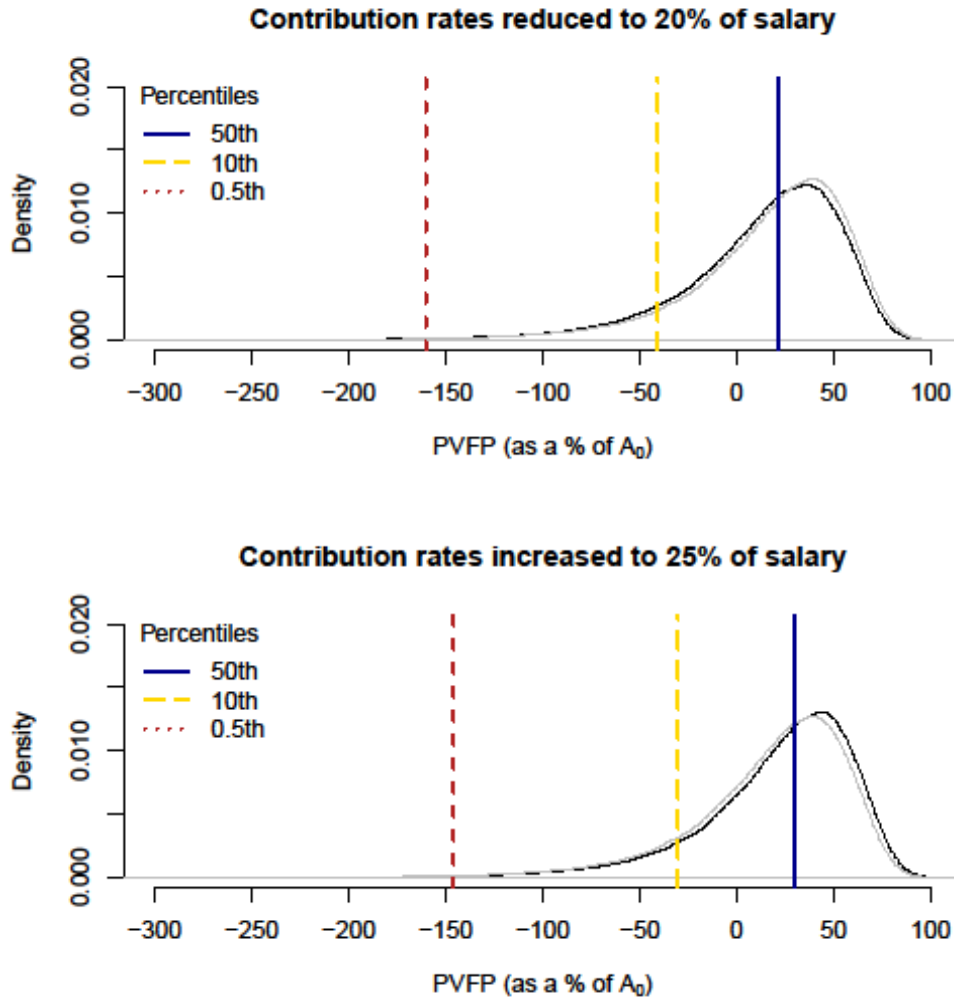 Contribution rates reduced to 20% of salary
Percentiles
50th
10th
0.5th
Density
0.020
0.010
0.000
−300 −250 −200 −150 −100 −50 0 50 100
PVFP (as a % of A₀)
Contribution rates increased to 25% of salary
Percentiles
50th
10th
0.5th
Density
0.020
0.010
0.000
−300 −250 −200 −150 −100 −50 0 50 100
PVFP (as a % of A₀)